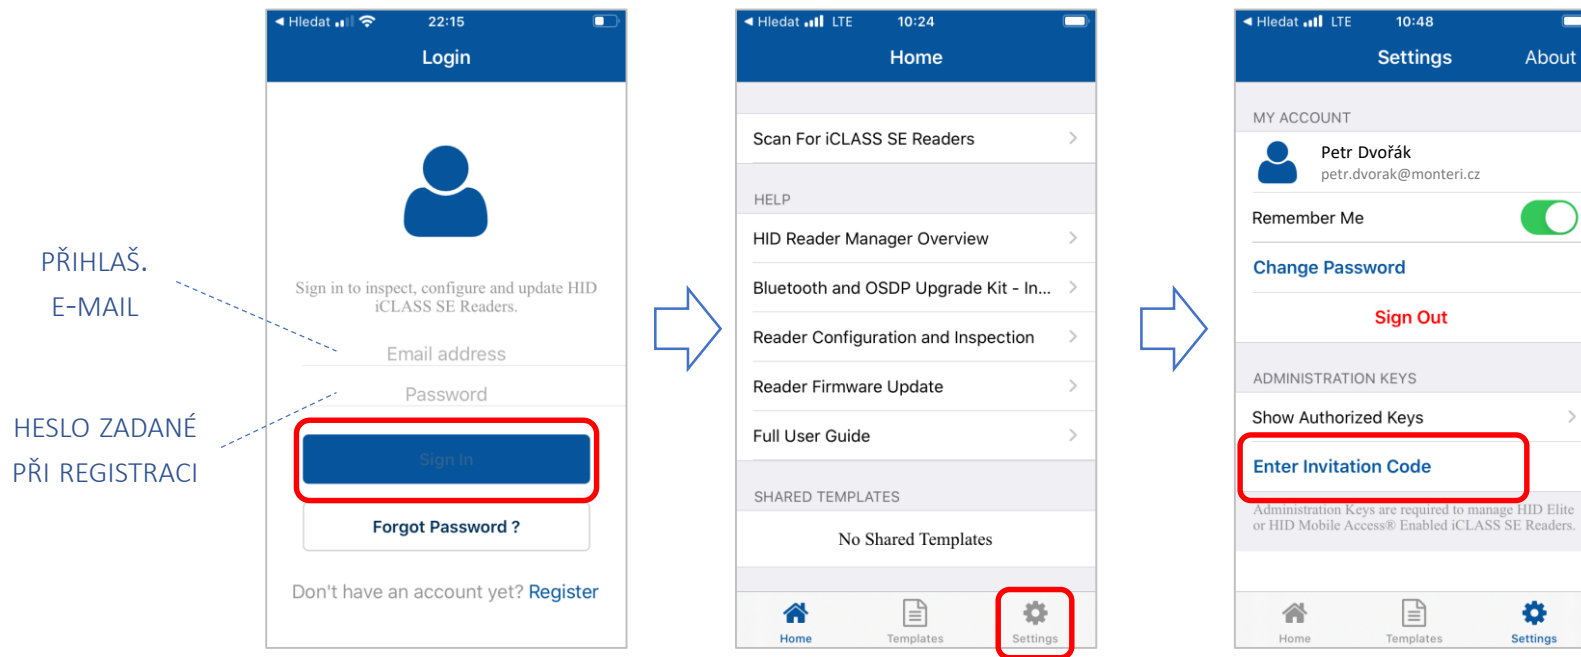 PŘIHLAŠ.
E-MAIL
HESLO ZADANÉ
PŘI REGISTRACI
Hledat 22:15
Login
Sign in to inspect, configure and update HID
iCLASS SE Readers.
Email address
Password
Sign In
Forgot Password ?
Don't have an account yet? Register
Hledat LTE 10:24
Home
Scan For iCLASS SE Readers
HELP
HID Reader Manager Overview
Bluetooth and OSDP Upgrade Kit - In...
Reader Configuration and Inspection
Reader Firmware Update
Full User Guide
SHARED TEMPLATES
No Shared Templates
Home Templates Settings
Hledat LTE 10:48
Settings About
MY ACCOUNT
Petr Dvořák
petr.dvorak@monteri.cz
Remember Me
Change Password
Sign Out
ADMINISTRATION KEYS
Show Authorized Keys
Enter Invitation Code
Administration Keys are required to manage HID Elite
or HID Mobile Access® Enabled iCLASS SE Readers.
Home Templates Settings